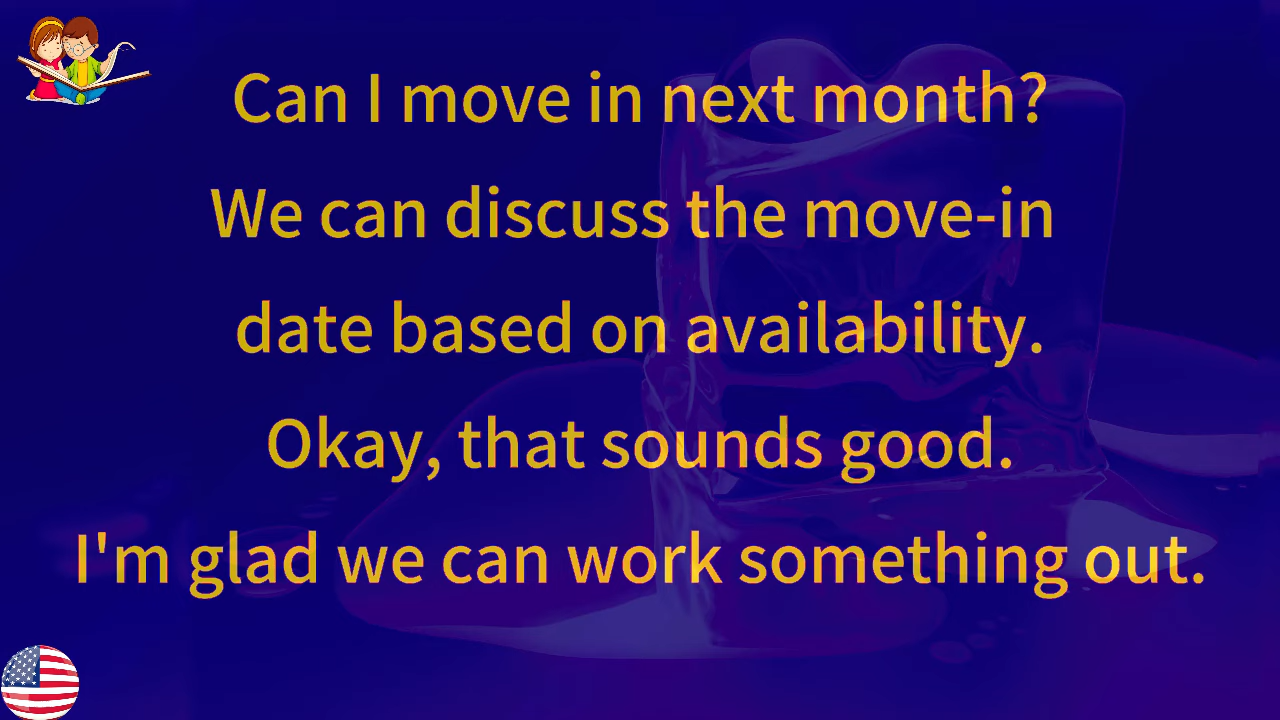 Can I move in next month?
We can discuss the move-in
date based on availability.
Okay, that sounds good.
I'm glad we can work something out.